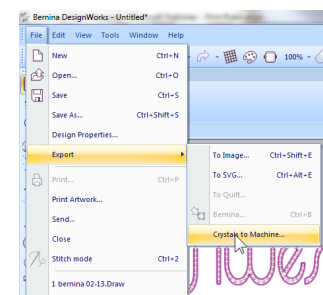 Bernina DesignWorks - Untitled*
File Edit View Tools Window Help
New Ctrl+N
100%
Open... Ctrl+O
Save Ctrl+S
Save As... Ctrl+Shift+S
Design Properties...
Export
To Image... Ctrl+Shift+E
To SVG... Ctrl+Alt+E
Print... Ctrl+P
To Quilt...
Print Artwork...
Bernina... Ctrl+B
Send...
Crystals to Machine...
Close
Stitch mode Ctrl+2
1 bernina 02-13.Draw